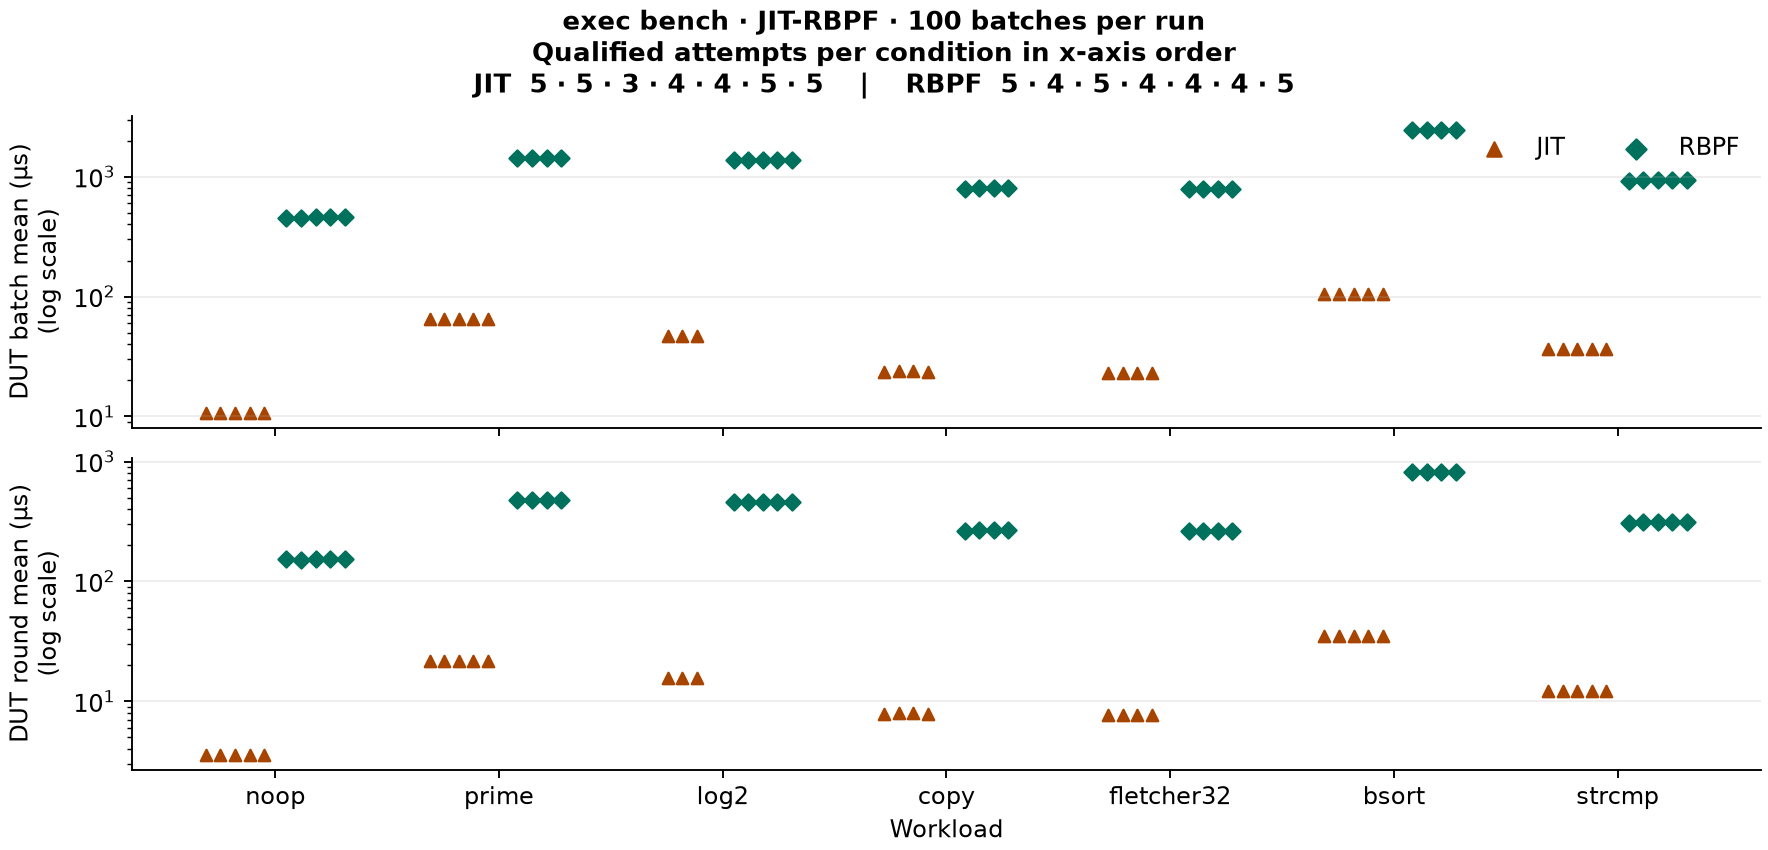 exec bench · JIT-RBPF · 100 batches per run
Qualified attempts per condition in x-axis order
JIT 5 · 5 · 3 · 4 · 4 · 5 · 5 | RBPF 5 · 4 · 5 · 4 · 4 · 4 · 5
DUT batch mean (µs)
(log scale)
10³
10²
10¹
JIT
RBPF
DUT round mean (µs)
(log scale)
10³
10²
10¹
noop prime log2 copy fletcher32 bsort strcmp
Workload